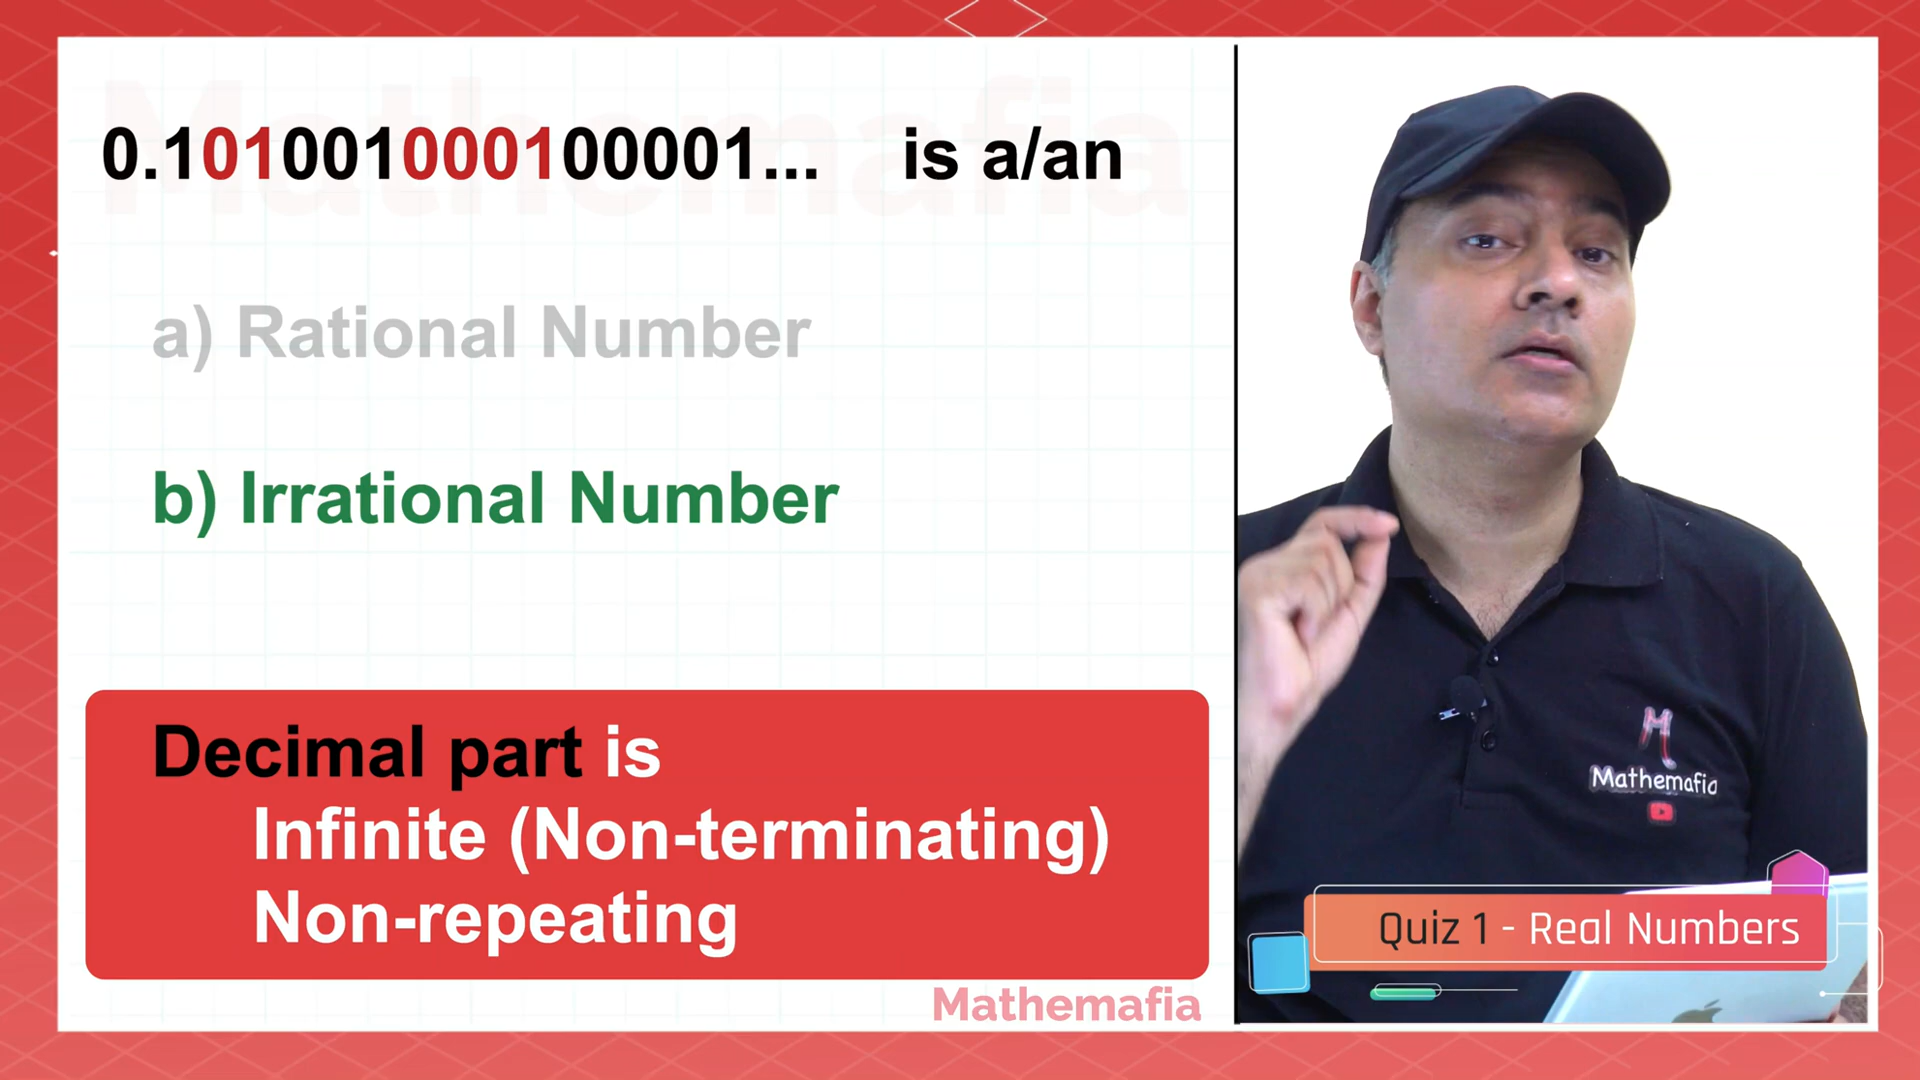 Mathemafia
0.101001000100001... is a/an
a) Rational Number
b) Irrational Number
Decimal part is
Infinite (Non-terminating)
Non-repeating
Mathemafia
M
Mathemafia
Quiz 1 - Real Numbers